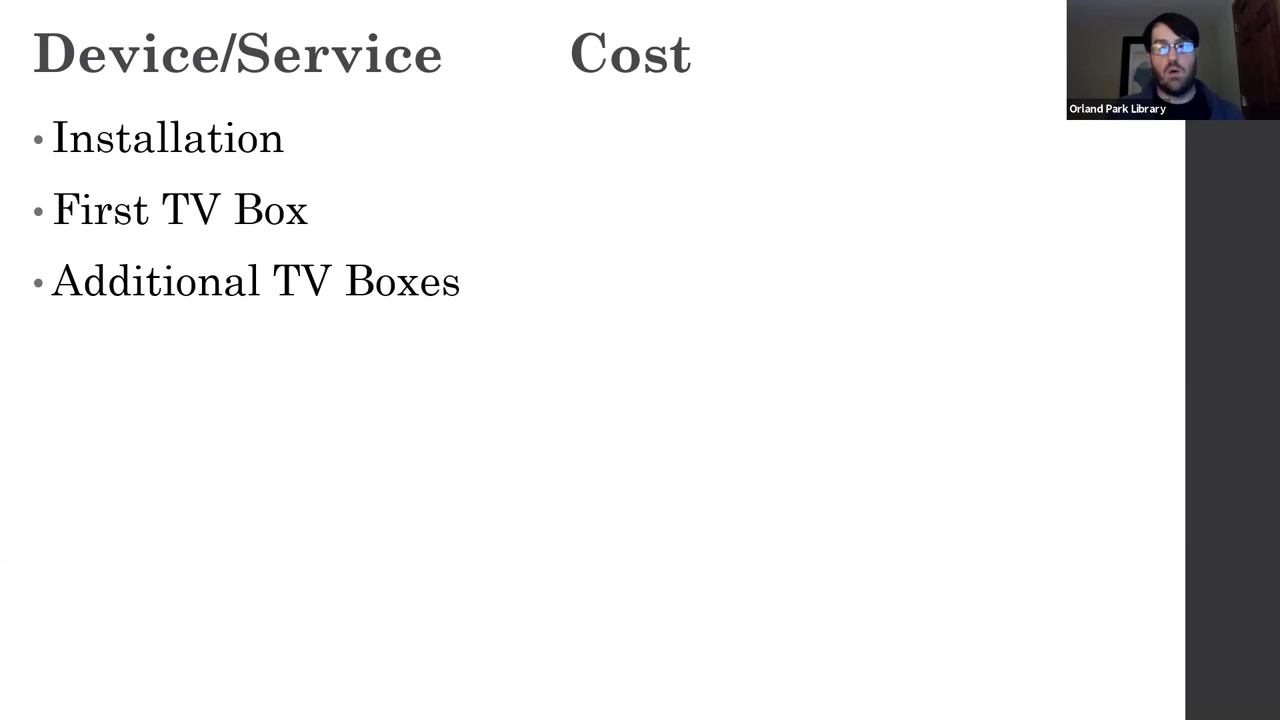 Device/Service Cost
Orland Park Library
• Installation
• First TV Box
• Additional TV Boxes